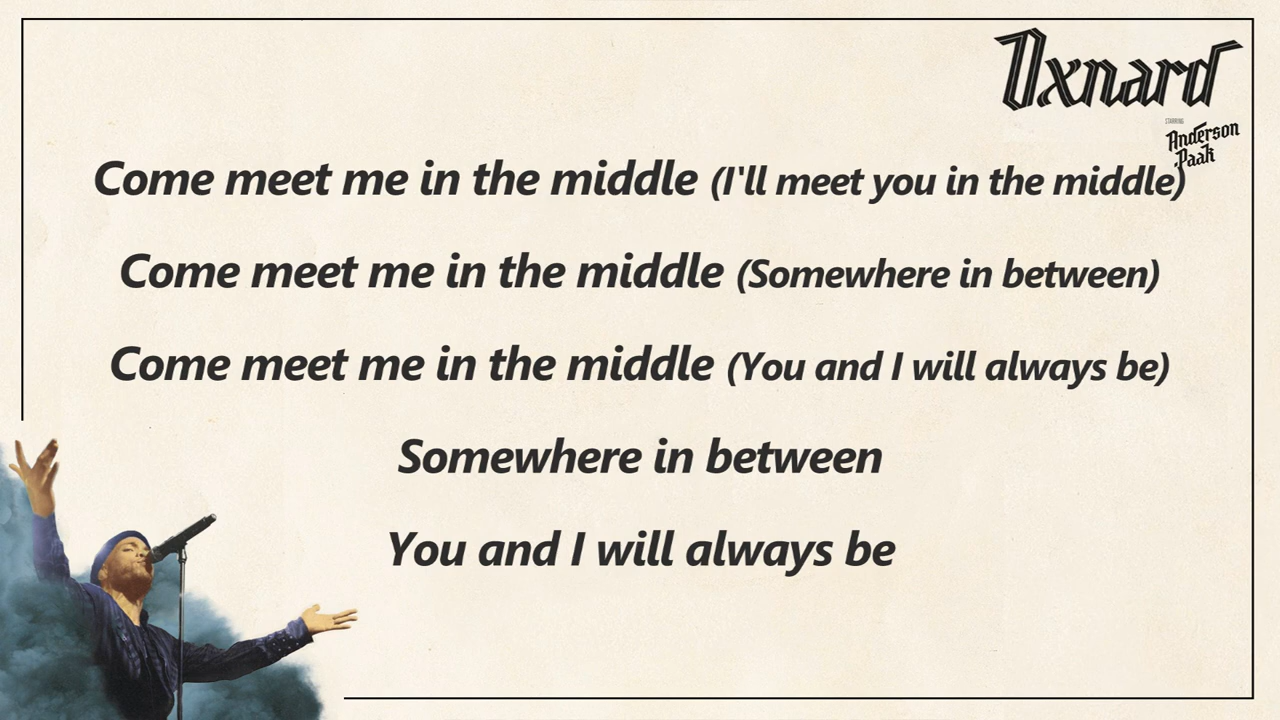 Oxnard
STARRING
Anderson
.Paak
Come meet me in the middle (I'll meet you in the middle)
Come meet me in the middle (Somewhere in between)
Come meet me in the middle (You and I will always be)
Somewhere in between
You and I will always be